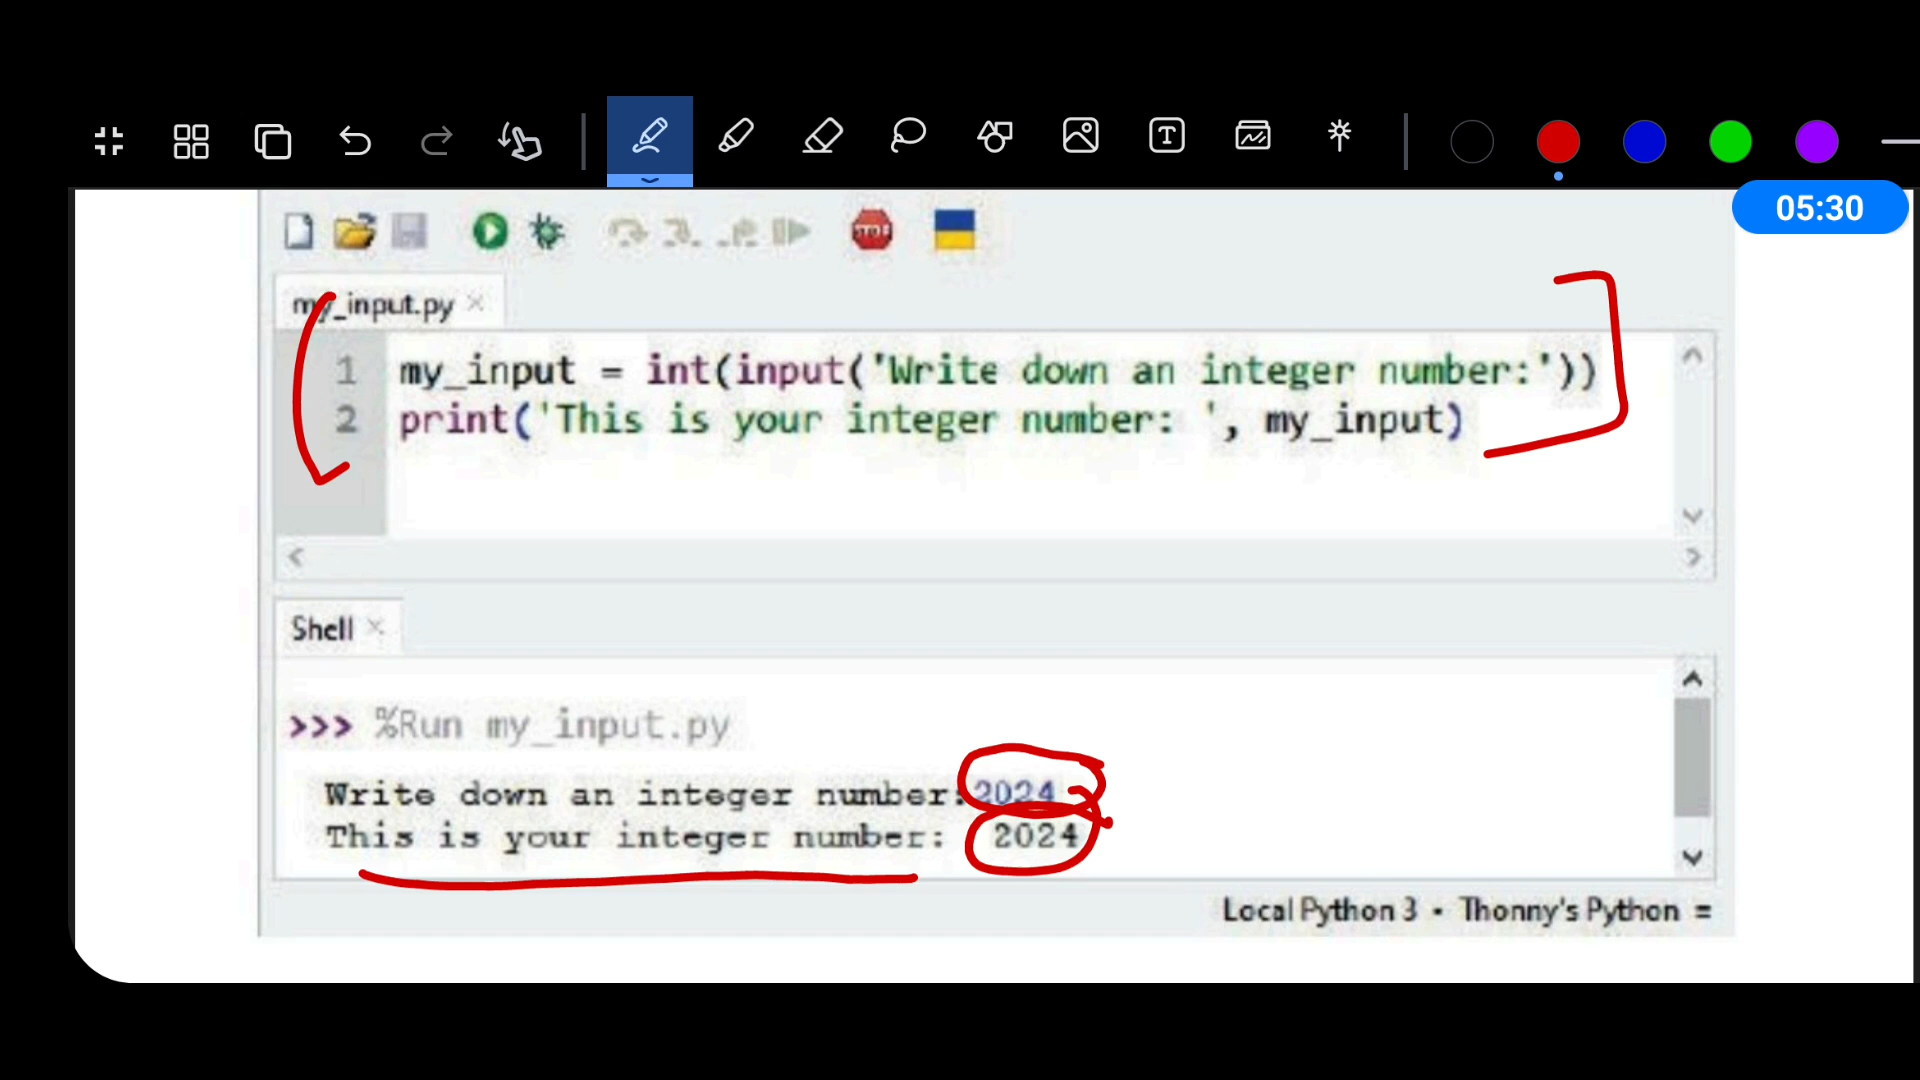 05:30
STOP
my_input.py
1 my_input = int(input('Write down an integer number:'))
2 print('This is your integer number: ', my_input)
Shell
>>> %Run my_input.py
Write down an integer number:2024
This is your integer number:  2024
Local Python 3 • Thonny's Python =